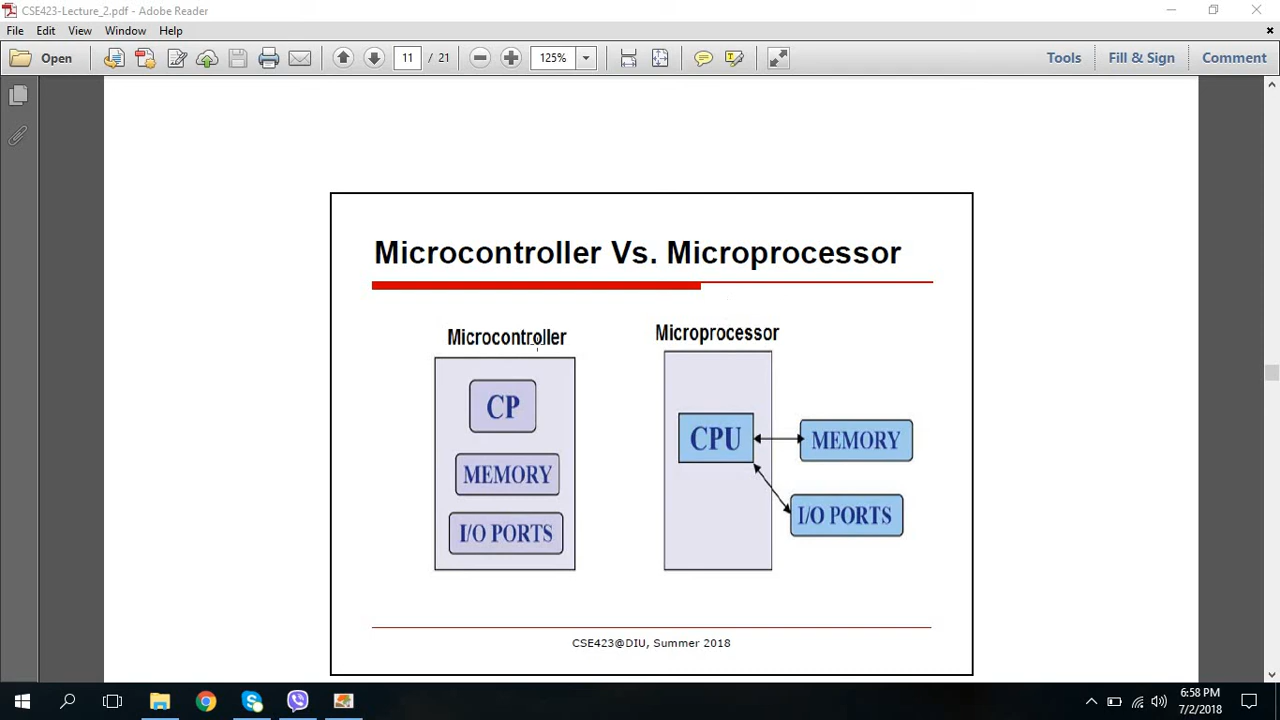 CSE423-Lecture_2.pdf - Adobe Reader
File Edit View Window Help
Open 11 / 21 125% Tools Fill & Sign Comment
Microcontroller Vs. Microprocessor
Microcontroller
Microprocessor
CP
MEMORY
I/O PORTS
CPU
MEMORY
I/O PORTS
CSE423@DIU, Summer 2018
6:58 PM
7/2/2018